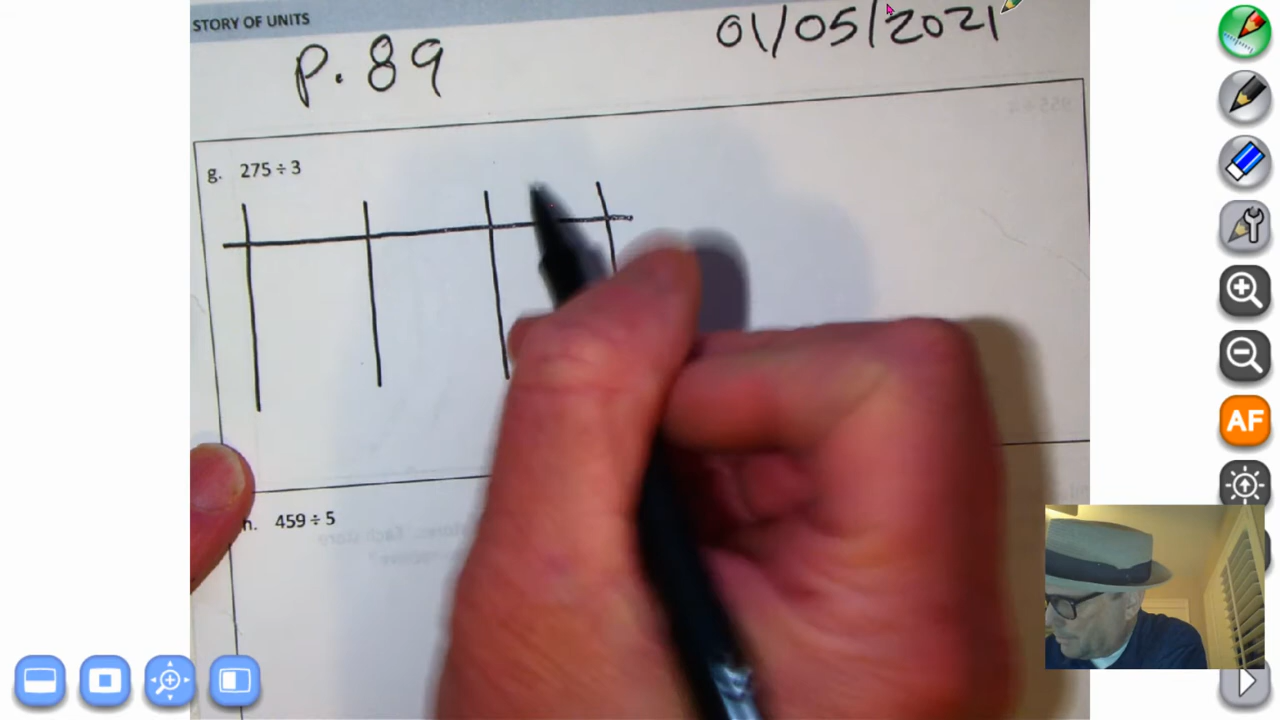 STORY OF UNITS
P. 89
01/05/2021
g. 275 ÷ 3
h. 459 ÷ 5
AF